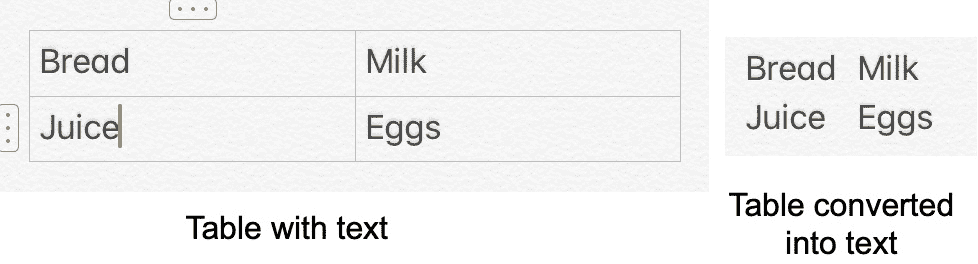 Bread Milk
Juice Eggs
Table with text
Bread Milk
Juice Eggs
Table converted
into text